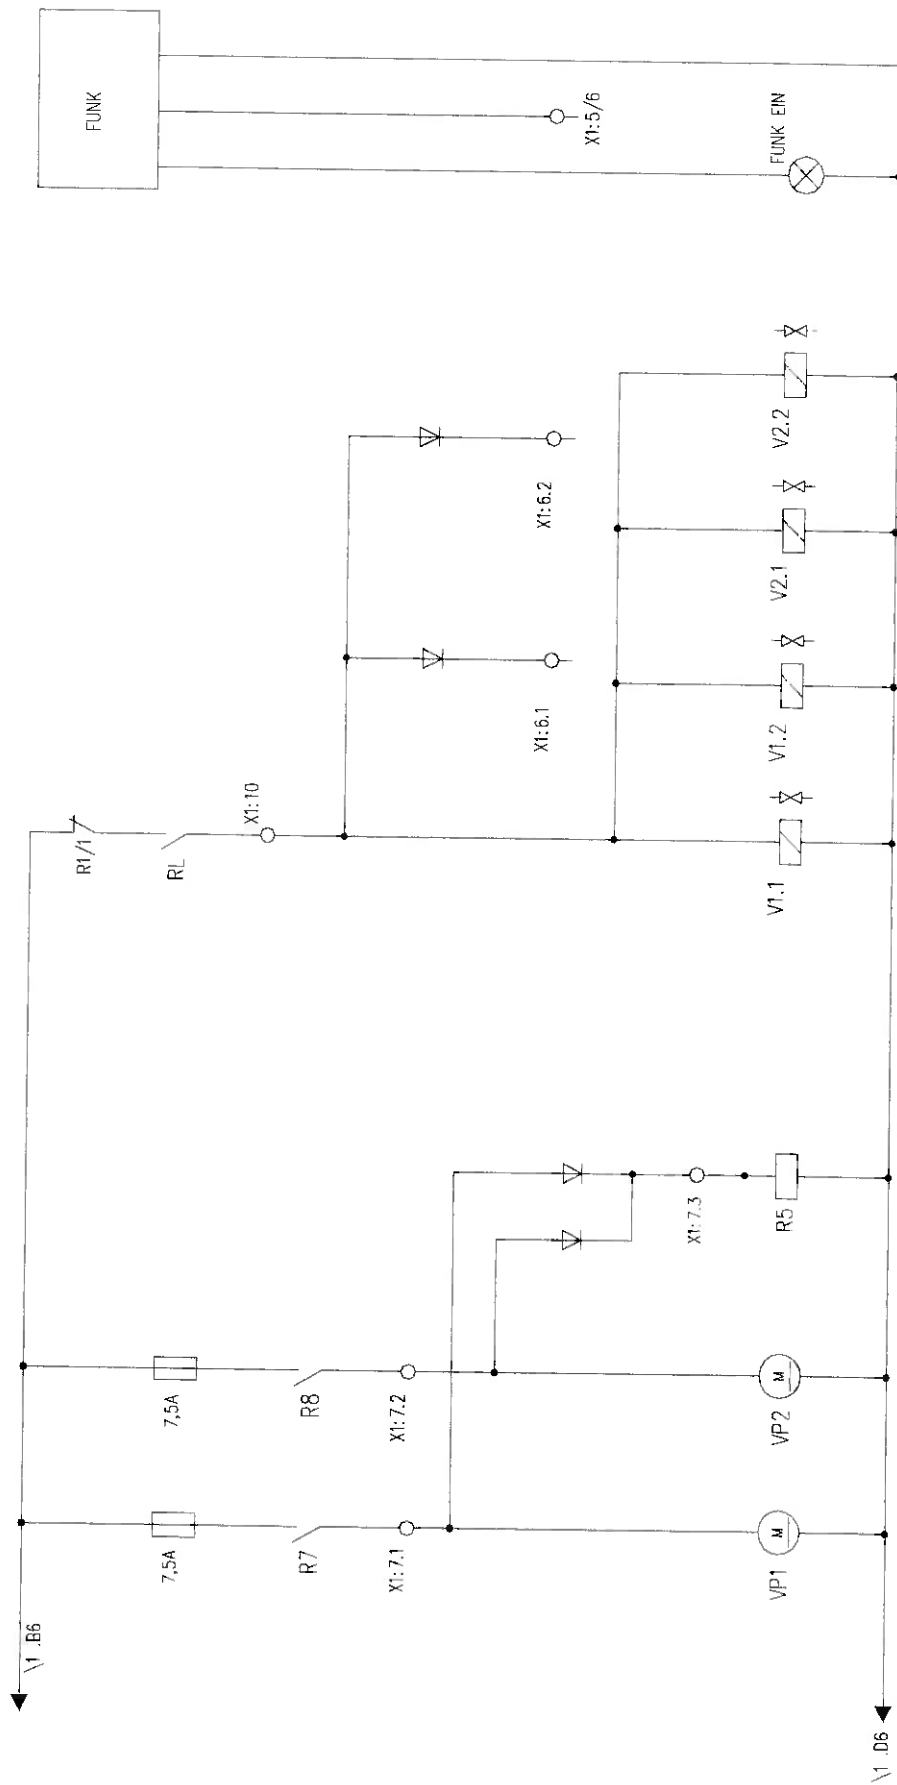 \1 .B6
7,5A
7,5A
R7
R8
X1:7.1
X1:7.2
VP1
M
VP2
M
X1:7.3
R5
R1/1
RL
X1:10
X1:6.1
X1:6.2
V1.1
V1.2
V2.1
V2.2
FUNK
X1:5/6
FUNK EIN
\1 .D6